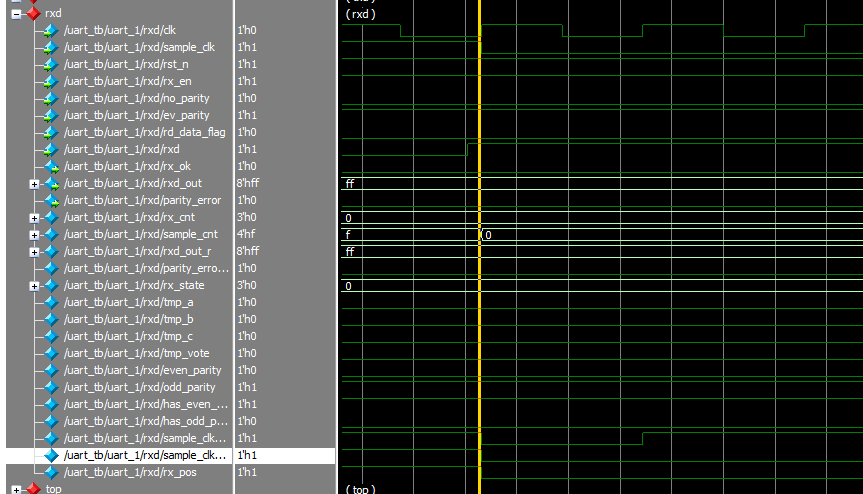 rxd (rxd)
/uart_tb/uart_1/rxd/clk 1'h0
/uart_tb/uart_1/rxd/sample_clk 1'h1
/uart_tb/uart_1/rxd/rst_n 1'h1
/uart_tb/uart_1/rxd/rx_en 1'h1
/uart_tb/uart_1/rxd/no_parity 1'h0
/uart_tb/uart_1/rxd/ev_parity 1'h1
/uart_tb/uart_1/rxd/rd_data_flag 1'h0
/uart_tb/uart_1/rxd/rxd 1'h1
/uart_tb/uart_1/rxd/rx_ok 1'h0
/uart_tb/uart_1/rxd/rxd_out 8'hff ff
/uart_tb/uart_1/rxd/parity_error 1'h0
/uart_tb/uart_1/rxd/rx_cnt 3'h0 0
/uart_tb/uart_1/rxd/sample_cnt 4'hf f 0
/uart_tb/uart_1/rxd/rxd_out_r 8'hff ff
/uart_tb/uart_1/rxd/parity_erro... 1'h0
/uart_tb/uart_1/rxd/rx_state 3'h0 0
/uart_tb/uart_1/rxd/tmp_a 1'h0
/uart_tb/uart_1/rxd/tmp_b 1'h0
/uart_tb/uart_1/rxd/tmp_c 1'h0
/uart_tb/uart_1/rxd/tmp_vote 1'h0
/uart_tb/uart_1/rxd/even_parity 1'h0
/uart_tb/uart_1/rxd/odd_parity 1'h1
/uart_tb/uart_1/rxd/has_even_... 1'h1
/uart_tb/uart_1/rxd/has_odd_p... 1'h0
/uart_tb/uart_1/rxd/sample_clk... 1'h1
/uart_tb/uart_1/rxd/sample_clk... 1'h1
/uart_tb/uart_1/rxd/rx_pos 1'h1
top (top)